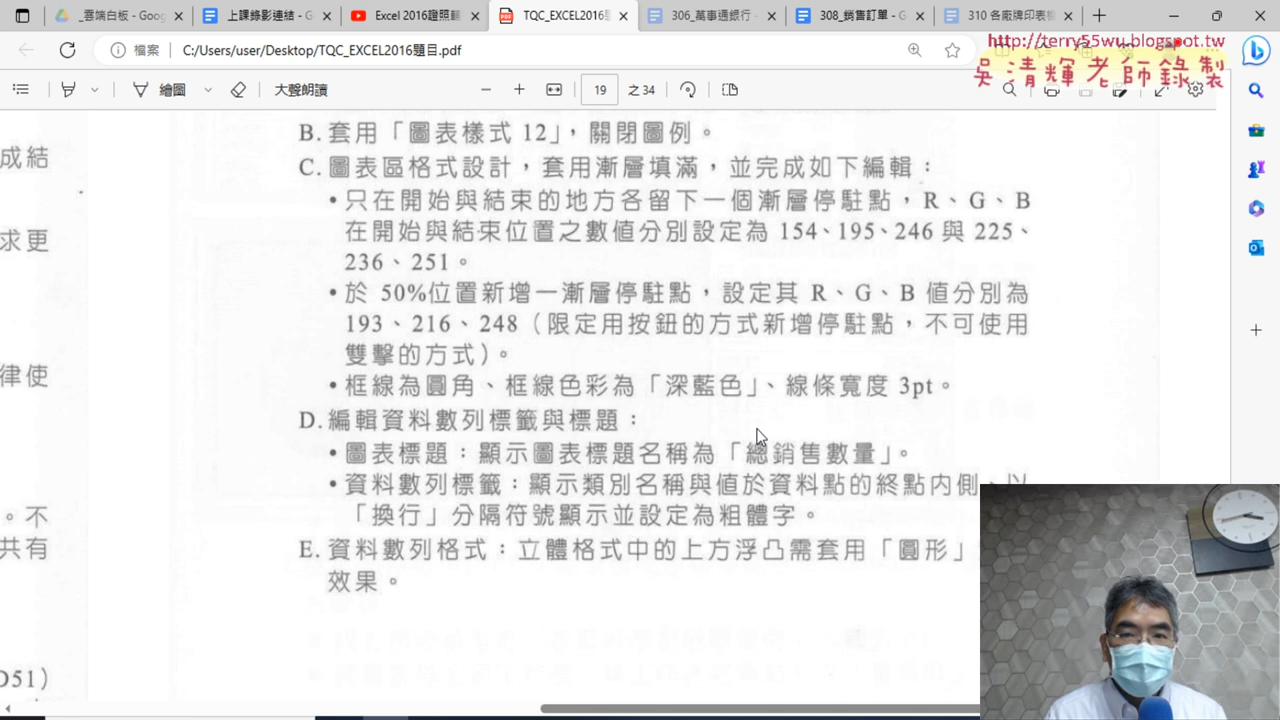 _雲端白板 - Goog
上課錄影連結 - G
Excel 2016證照輔
TQC_EXCEL2016題
306_萬事通銀行 -
308_銷售訂單 - G
310 各廠牌印表機
檔案
C:/Users/user/Desktop/TQC_EXCEL2016題目.pdf
http://terry55wu.blogspot.tw
吳清輝老師錄製
繪圖
大聲朗讀
19
之 34
B. 套用「圖表樣式 12」，關閉圖例。
C. 圖表區格式設計，套用漸層填滿，並完成如下編輯：
•只在開始與結束的地方各留下一個漸層停駐點，R、G、B
在開始與結束位置之數值分別設定為 154、195、246 與 225、
236、251。
•於 50%位置新增一漸層停駐點，設定其 R、G、B 值分別為
193、216、248（限定用按鈕的方式新增停駐點，不可使用
雙擊的方式）。
•框線為圓角、框線色彩為「深藍色」、線條寬度 3pt。
D. 編輯資料數列標籤與標題：
•圖表標題：顯示圖表標題名稱為「總銷售數量」。
•資料數列標籤：顯示類別名稱與值於資料點的終點內側、以
「換行」分隔符號顯示並設定為粗體字。
E. 資料數列格式：立體格式中的上方浮凸需套用「圓形」
效果。
成結
求更
律使
。不
共有
D51)